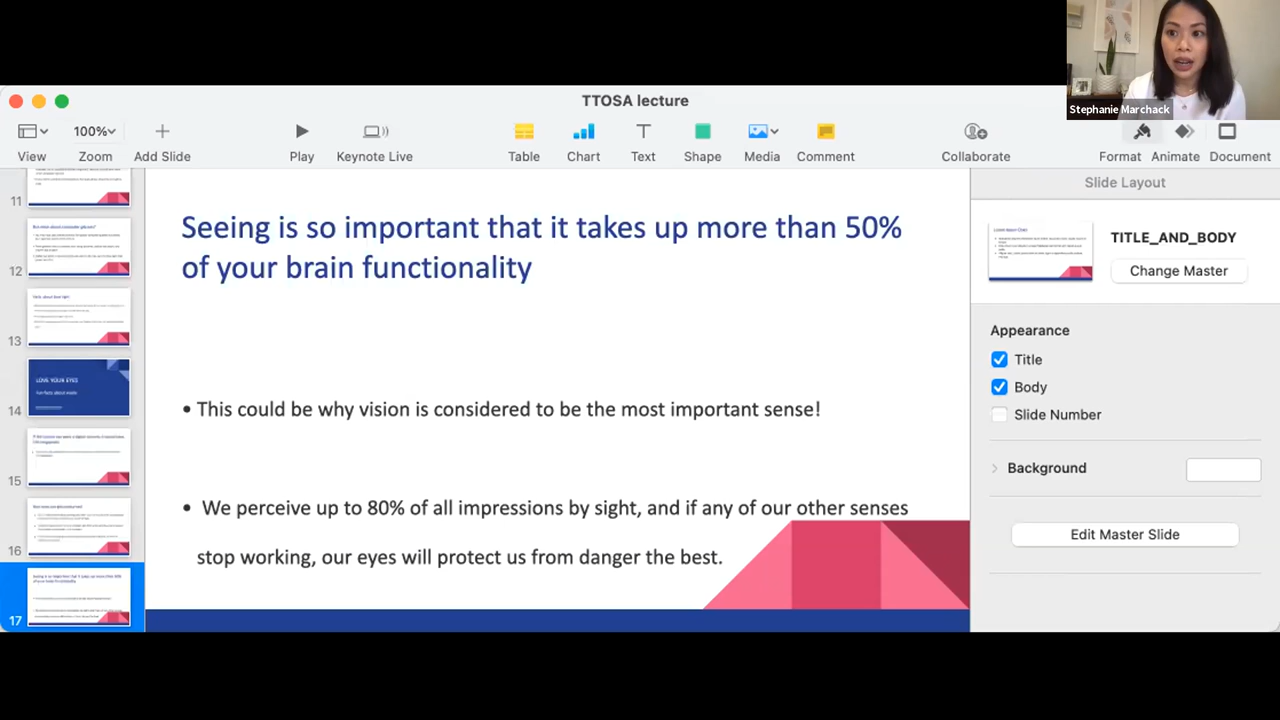 Stephanie Marchack
TTOSA lecture
100%
View
Zoom
Add Slide
Play
Keynote Live
Table
Chart
Text
Shape
Media
Comment
Collaborate
Format
Animate
Document
11
12
13
14
LOVE YOUR EYES
15
16
17
Seeing is so important that it takes up more than 50%
of your brain functionality
• This could be why vision is considered to be the most important sense!
• We perceive up to 80% of all impressions by sight, and if any of our other senses
stop working, our eyes will protect us from danger the best.
Slide Layout
TITLE_AND_BODY
Change Master
Appearance
Title
Body
Slide Number
Background
Edit Master Slide